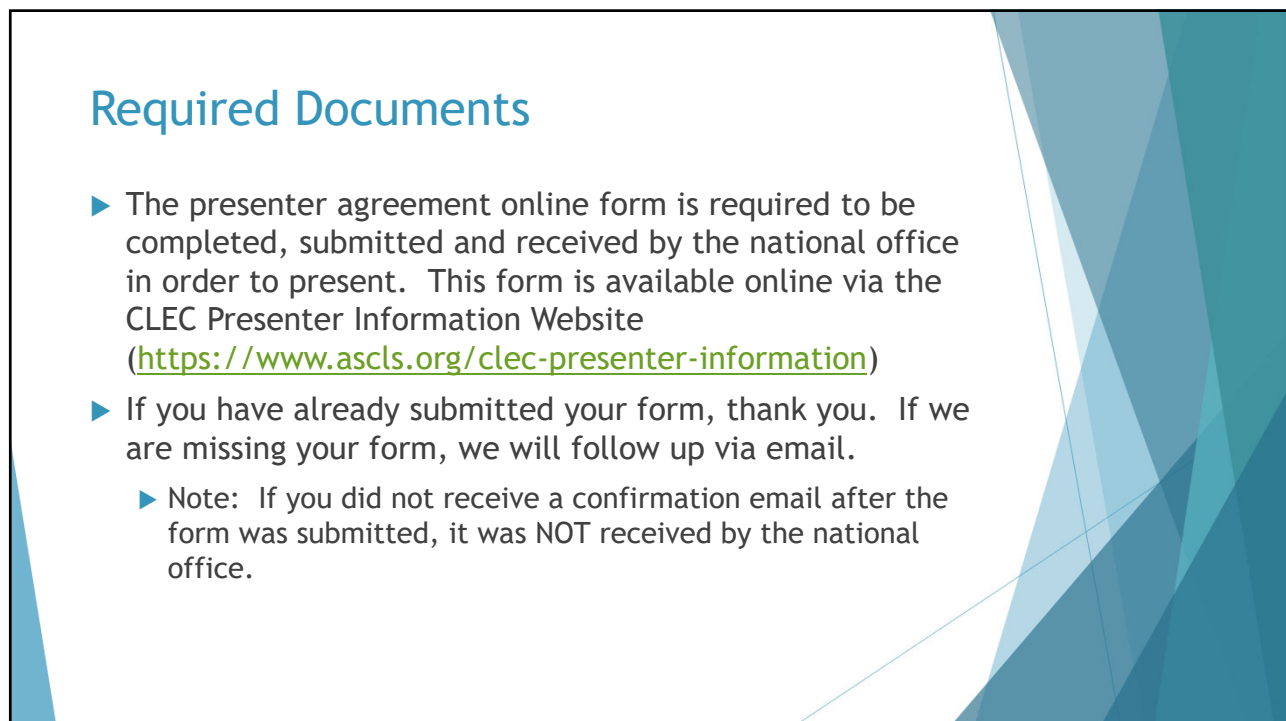 Required Documents
The presenter agreement online form is required to be
completed, submitted and received by the national office
in order to present.  This form is available online via the
CLEC Presenter Information Website
(https://www.ascls.org/clec-presenter-information)
If you have already submitted your form, thank you.  If we
are missing your form, we will follow up via email.
Note:  If you did not receive a confirmation email after the
form was submitted, it was NOT received by the national
office.